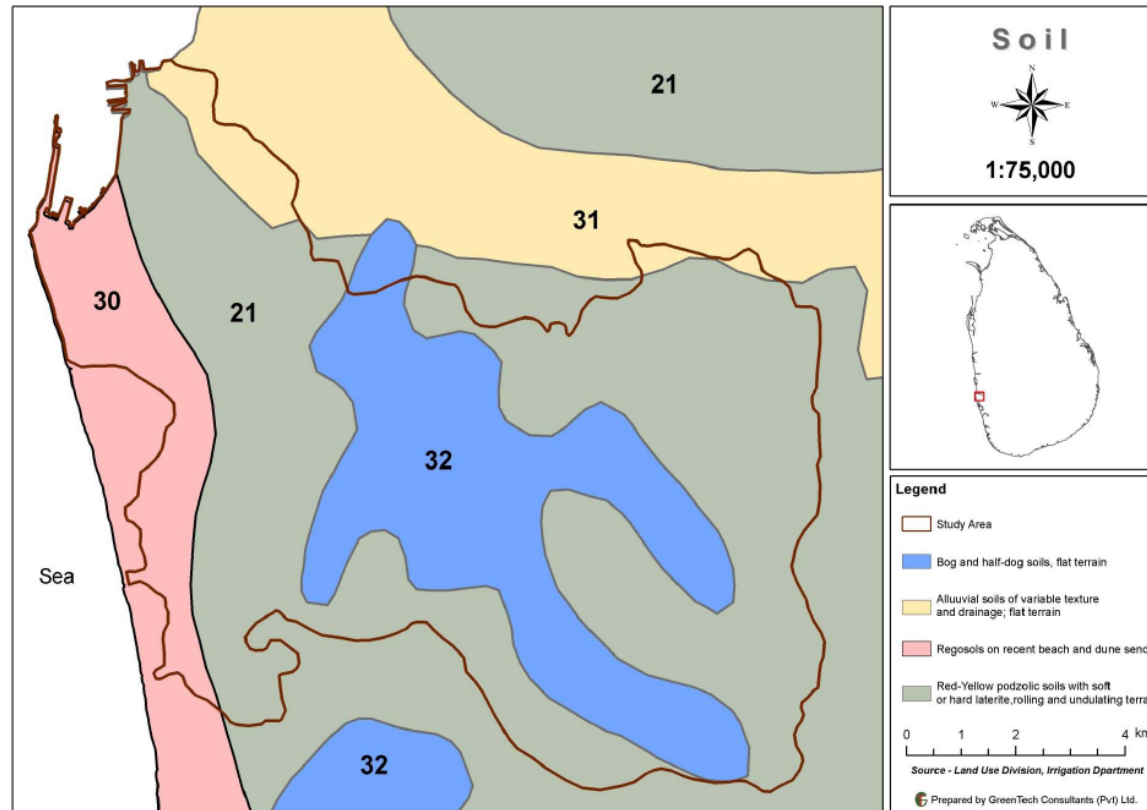 Soil
N
W E
S
1:75,000
21
31
30
21
32
Sea
32
Legend
Study Area
Bog and half-dog soils, flat terrain
Alluuvial soils of variable texture
and drainage; flat terrain
Regosols on recent beach and dune send
Red-Yellow podzolic soils with soft
or hard laterite,rolling and undulating terra
0 1 2 4 km
Source - Land Use Division, Irrigation Dpartment
Prepared by GreenTech Consultants (Pvt) Ltd.